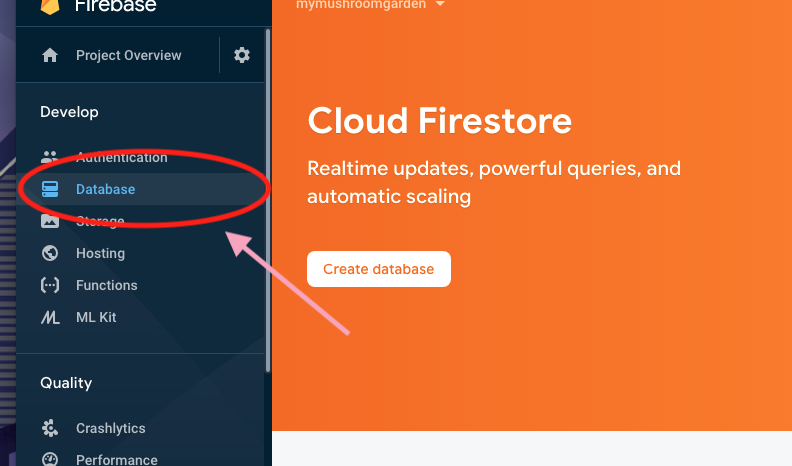 Firebase
mymushroomgarden
Project Overview
Develop
Authentication
Database
Storage
Hosting
Functions
ML Kit
Quality
Crashlytics
Performance
Cloud Firestore
Realtime updates, powerful queries, and
automatic scaling
Create database